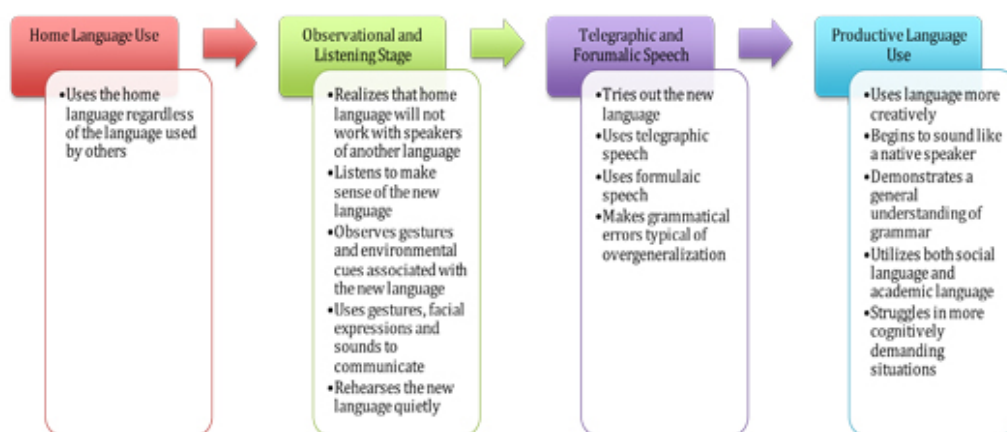 Home Language Use
•Uses the home
language regardless
of the language used
by others
Observational and
Listening Stage
•Realizes that home
language will not
work with speakers
of another language
•Listens to make
sense of the new
language
•Observes gestures
and environmental
cues associated with
the new language
•Uses gestures, facial
expressions and
sounds to
communicate
•Rehearses the new
language quietly
Telegraphic and
Forumalic Speech
•Tries out the new
language
•Uses telegraphic
speech
•Uses formulaic
speech
•Makes grammatical
errors typical of
overgeneralization
Productive Language
Use
•Uses language more
creatively
•Begins to sound like
a native speaker
•Demonstrates a
general
understanding of
grammar
•Utilizes both social
language and
academic language
•Struggles in more
cognitively
demanding
situations